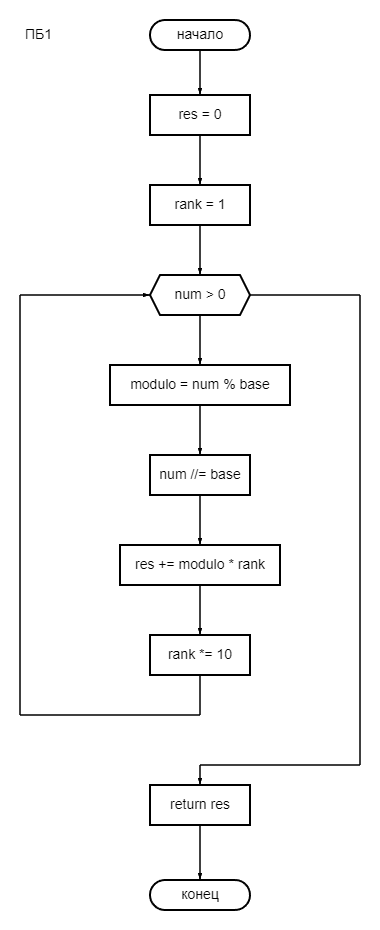 ПБ1
начало
res = 0
rank = 1
num > 0
modulo = num % base
num //= base
res += modulo * rank
rank *= 10
return res
конец